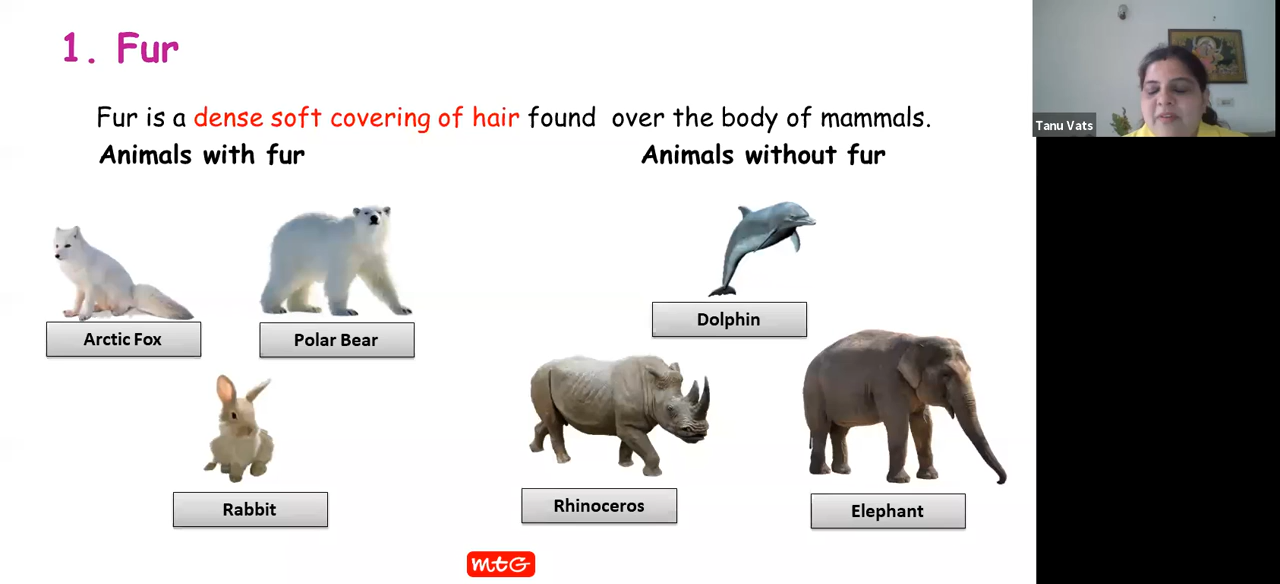 1. Fur
Fur is a dense soft covering of hair found over the body of mammals.
Animals with fur
Animals without fur
Arctic Fox
Polar Bear
Rabbit
Dolphin
Rhinoceros
Elephant
mtG
Tanu Vats